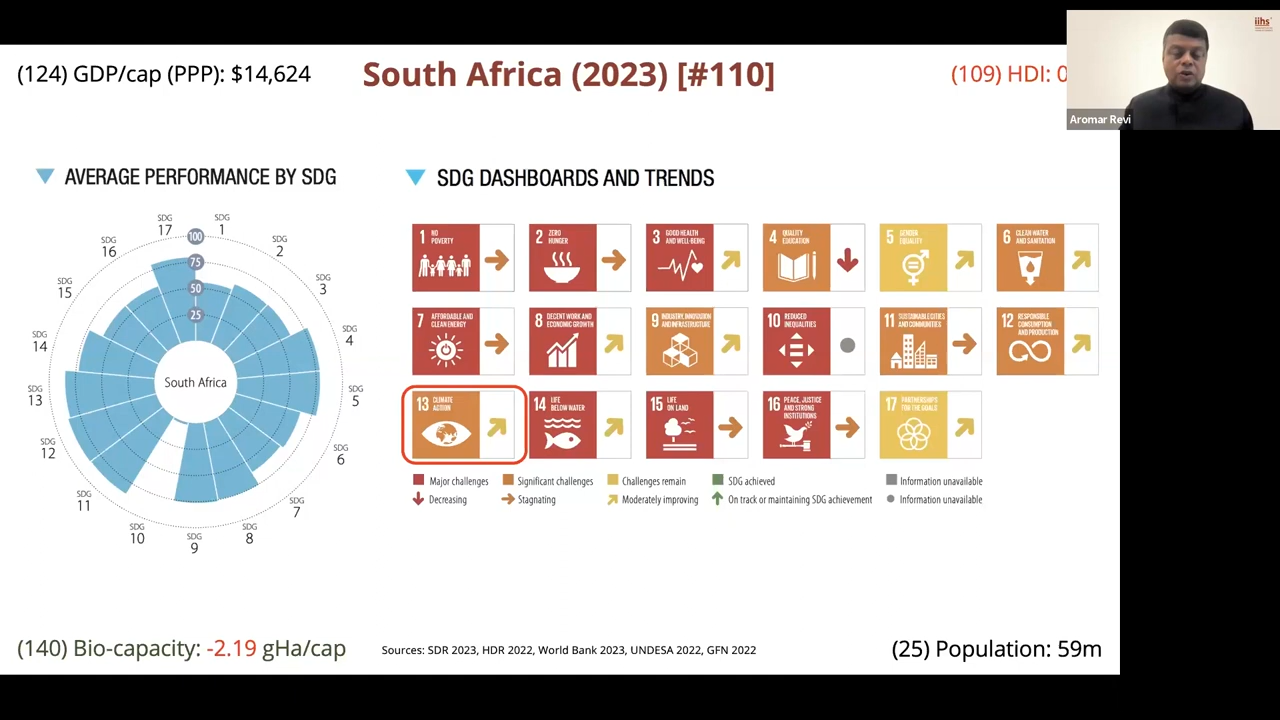 (124) GDP/cap (PPP): $14,624
South Africa (2023) [#110]
(109) HDI: 0
iihs
Aromar Revi
AVERAGE PERFORMANCE BY SDG
SDG DASHBOARDS AND TRENDS
SDG 17
SDG 1
SDG 16
SDG 2
SDG 15
SDG 3
SDG 14
SDG 4
SDG 13
SDG 5
SDG 12
SDG 6
SDG 11
SDG 7
SDG 10
SDG 8
SDG 9
100
75
50
25
South Africa
1 NO POVERTY
2 ZERO HUNGER
3 GOOD HEALTH AND WELL-BEING
4 QUALITY EDUCATION
5 GENDER EQUALITY
6 CLEAN WATER AND SANITATION
7 AFFORDABLE AND CLEAN ENERGY
8 DECENT WORK AND ECONOMIC GROWTH
9 INDUSTRY, INNOVATION AND INFRASTRUCTURE
10 REDUCED INEQUALITIES
11 SUSTAINABLE CITIES AND COMMUNITIES
12 RESPONSIBLE CONSUMPTION AND PRODUCTION
13 CLIMATE ACTION
14 LIFE BELOW WATER
15 LIFE ON LAND
16 PEACE, JUSTICE AND STRONG INSTITUTIONS
17 PARTNERSHIPS FOR THE GOALS
Major challenges
Significant challenges
Challenges remain
SDG achieved
Information unavailable
Decreasing
Stagnating
Moderately improving
On track or maintaining SDG achievement
Information unavailable
(140) Bio-capacity: -2.19 gHa/cap
Sources: SDR 2023, HDR 2022, World Bank 2023, UNDESA 2022, GFN 2022
(25) Population: 59m